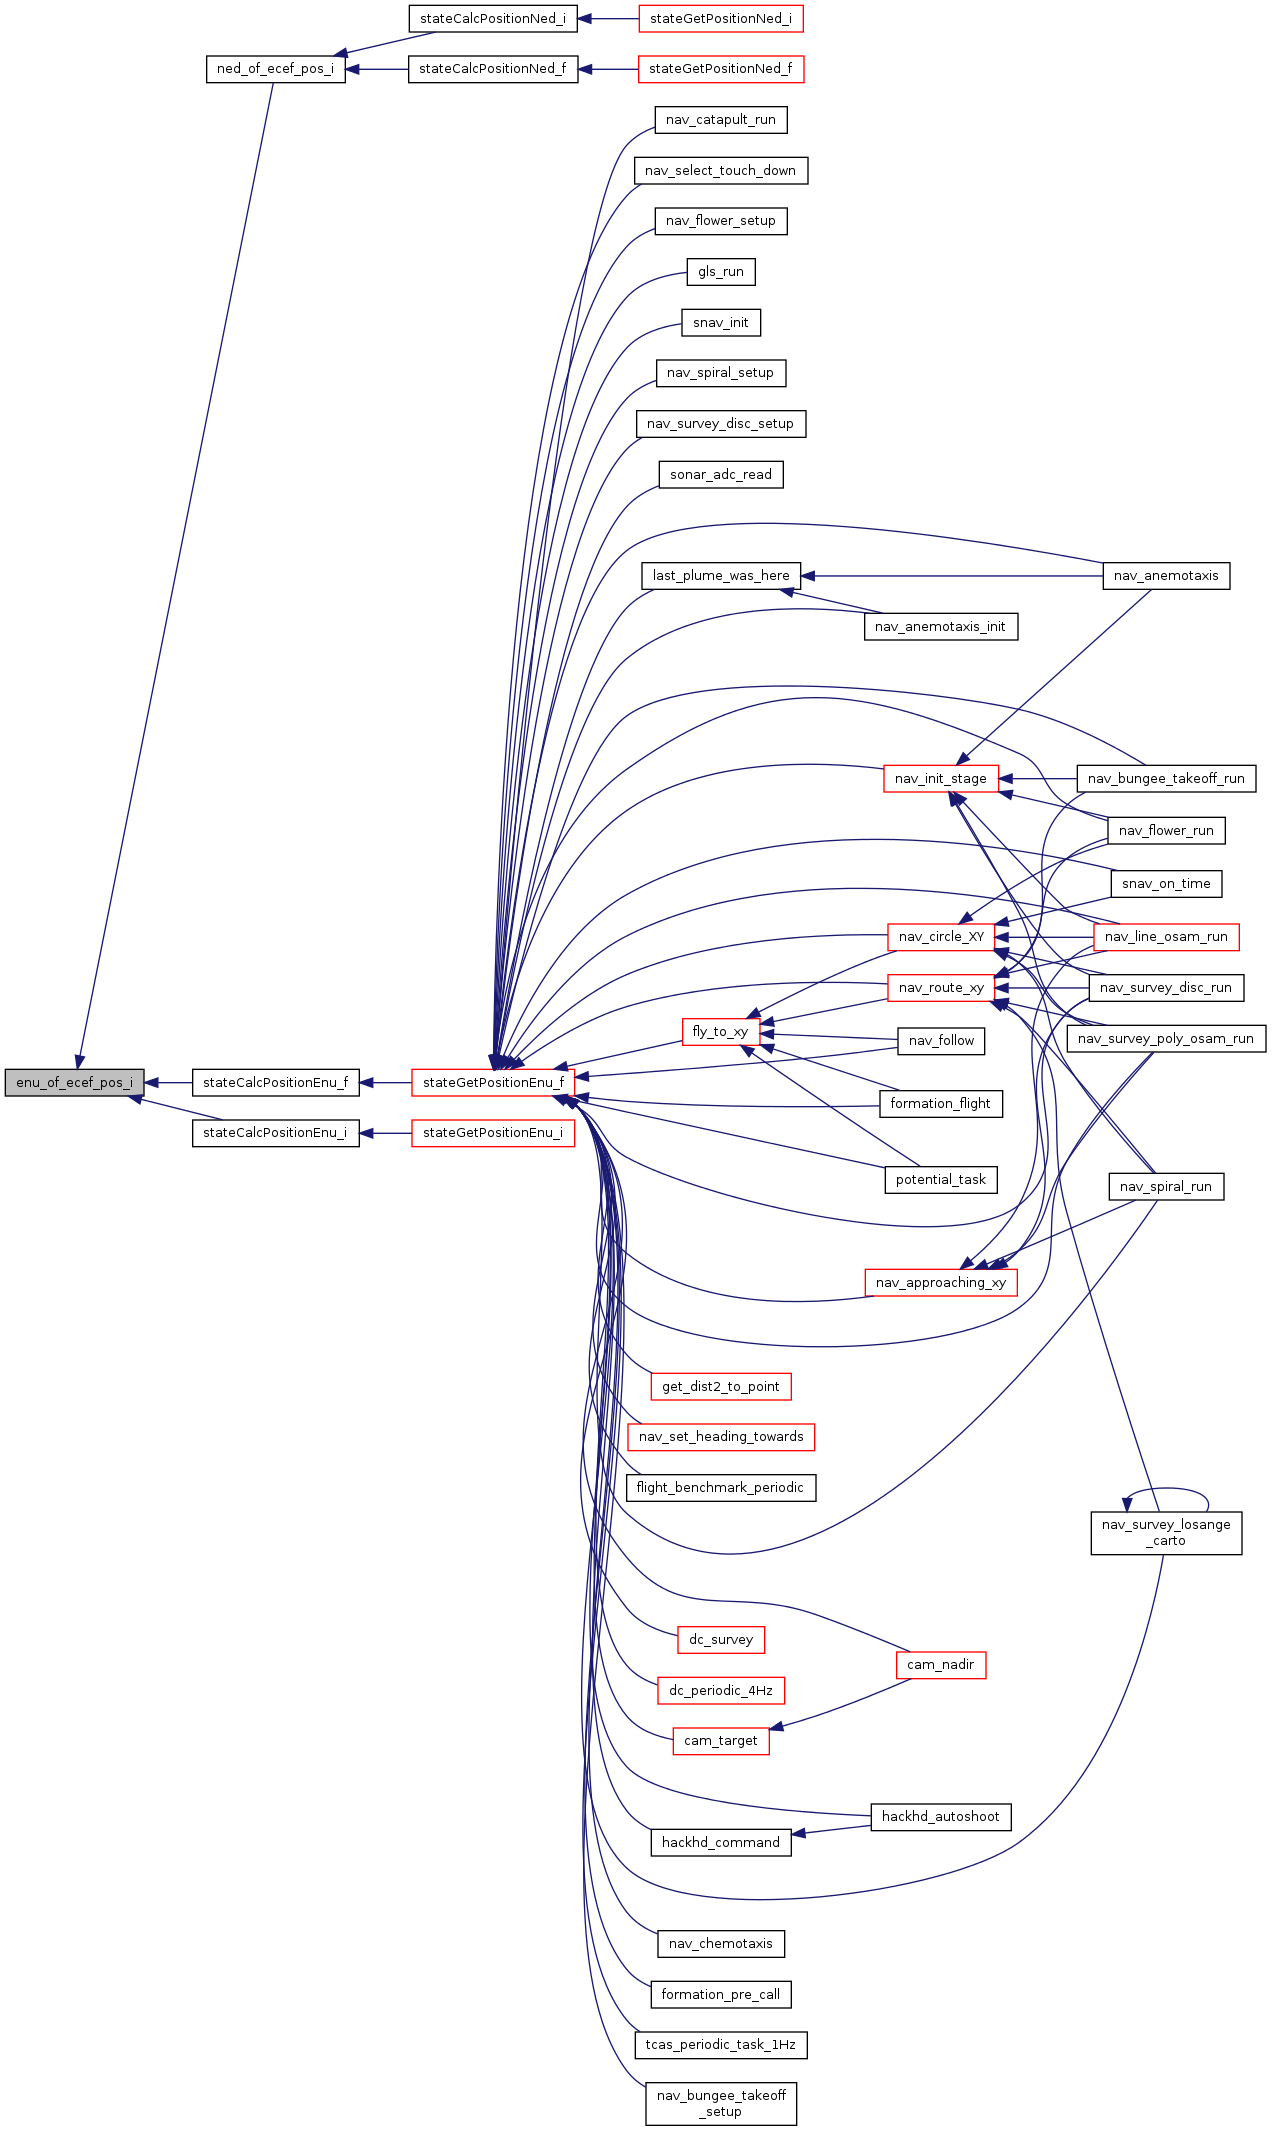 stateCalcPositionNed_i
stateGetPositionNed_i
ned_of_ecef_pos_i
stateCalcPositionNed_f
stateGetPositionNed_f
nav_catapult_run
nav_select_touch_down
nav_flower_setup
gls_run
snav_init
nav_spiral_setup
nav_survey_disc_setup
sonar_adc_read
last_plume_was_here
nav_anemotaxis
nav_anemotaxis_init
nav_init_stage
nav_bungee_takeoff_run
nav_flower_run
snav_on_time
nav_circle_XY
nav_line_osam_run
nav_route_xy
nav_survey_disc_run
fly_to_xy
nav_follow
nav_survey_poly_osam_run
enu_of_ecef_pos_i
stateCalcPositionEnu_f
stateGetPositionEnu_f
formation_flight
stateCalcPositionEnu_i
stateGetPositionEnu_i
potential_task
nav_spiral_run
nav_approaching_xy
get_dist2_to_point
nav_set_heading_towards
flight_benchmark_periodic
nav_survey_losange
_carto
dc_survey
cam_nadir
dc_periodic_4Hz
cam_target
hackhd_autoshoot
hackhd_command
nav_chemotaxis
formation_pre_call
tcas_periodic_task_1Hz
nav_bungee_takeoff
_setup